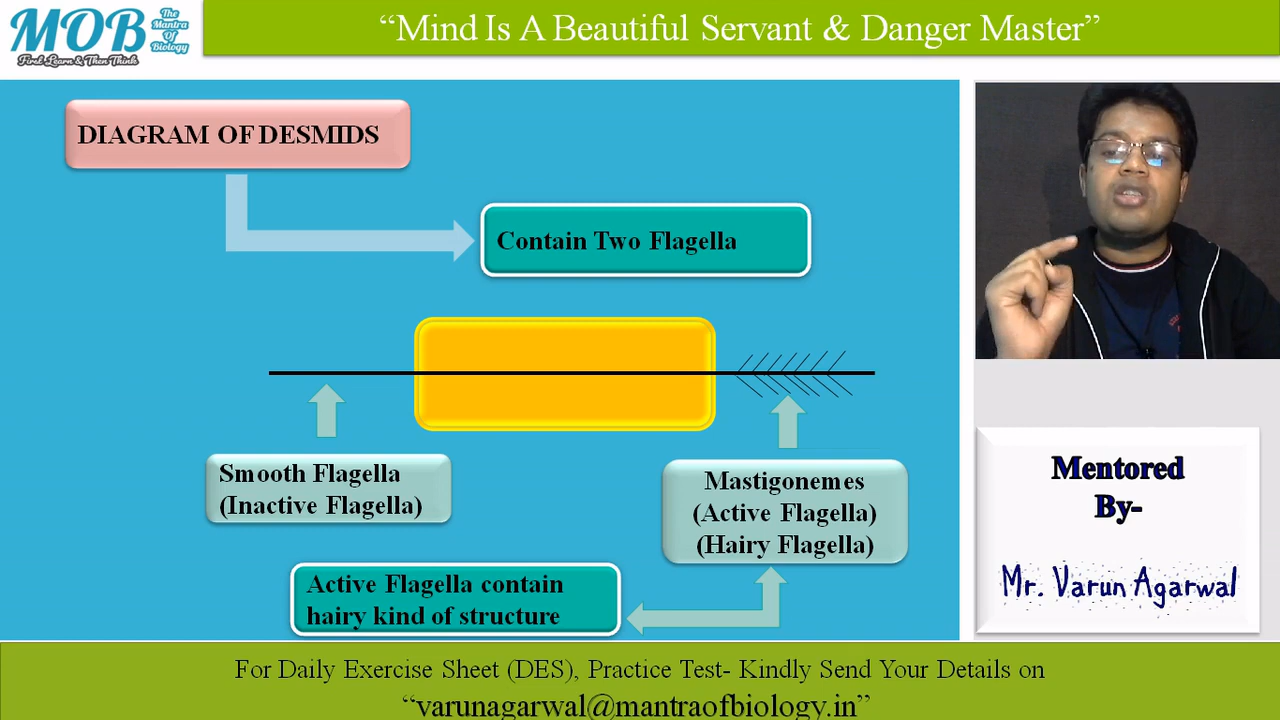 MOB
The
Mantra
Of
Biology
First Learn & Then Think
“Mind Is A Beautiful Servant & Danger Master”
DIAGRAM OF DESMIDS
Contain Two Flagella
Smooth Flagella
(Inactive Flagella)
Mastigonemes
(Active Flagella)
(Hairy Flagella)
Active Flagella contain
hairy kind of structure
Mentored
By-
Mr. Varun Agarwal
For Daily Exercise Sheet (DES), Practice Test- Kindly Send Your Details on
“varunagarwal@mantraofbiology.in”